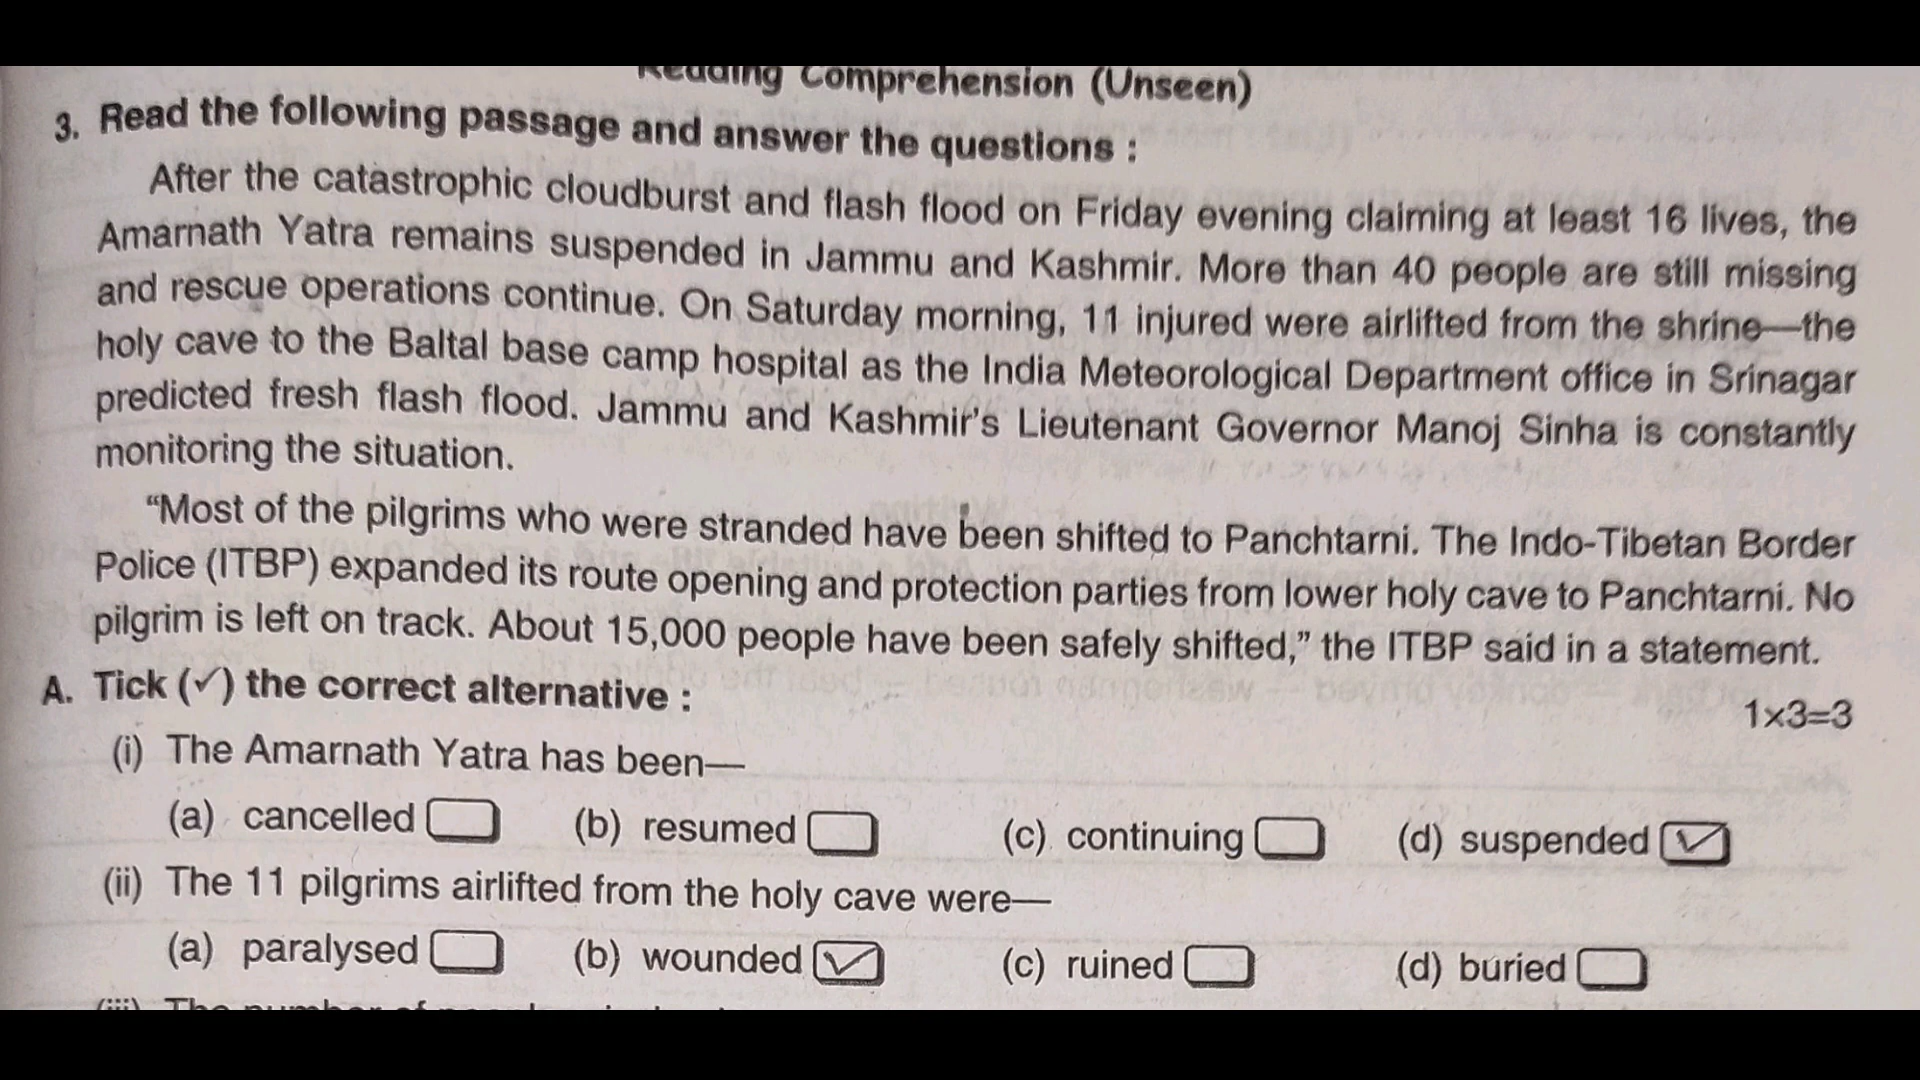 Reading Comprehension (Unseen)
3. Read the following passage and answer the questions :
After the catastrophic cloudburst and flash flood on Friday evening claiming at least 16 lives, the
Amarnath Yatra remains suspended in Jammu and Kashmir. More than 40 people are still missing
and rescue operations continue. On Saturday morning, 11 injured were airlifted from the shrine—the
holy cave to the Baltal base camp hospital as the India Meteorological Department office in Srinagar
predicted fresh flash flood. Jammu and Kashmir's Lieutenant Governor Manoj Sinha is constantly
monitoring the situation.
“Most of the pilgrims who were stranded have been shifted to Panchtarni. The Indo-Tibetan Border
Police (ITBP) expanded its route opening and protection parties from lower holy cave to Panchtarni. No
pilgrim is left on track. About 15,000 people have been safely shifted,” the ITBP said in a statement.
A. Tick (✓) the correct alternative : 1×3=3
(i) The Amarnath Yatra has been—
(a) cancelled (b) resumed (c) continuing (d) suspended ✓
(ii) The 11 pilgrims airlifted from the holy cave were—
(a) paralysed (b) wounded ✓ (c) ruined (d) buried
(iii) The number of